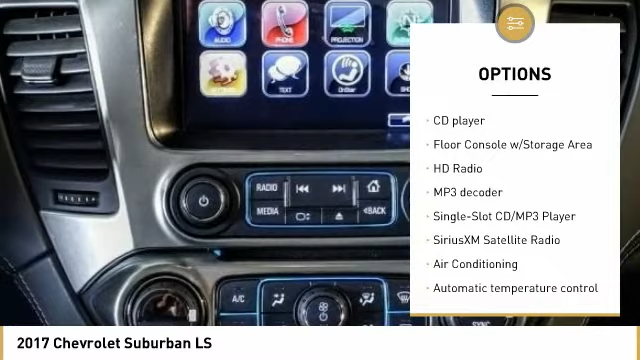 AUDIO
PHONE
PROJECTION
TEXT
OnStar
RADIO
MEDIA
BACK
A/C
SYNC
OPTIONS
CD player
Floor Console w/Storage Area
HD Radio
MP3 decoder
Single-Slot CD/MP3 Player
SiriusXM Satellite Radio
Air Conditioning
Automatic temperature control
2017 Chevrolet Suburban LS